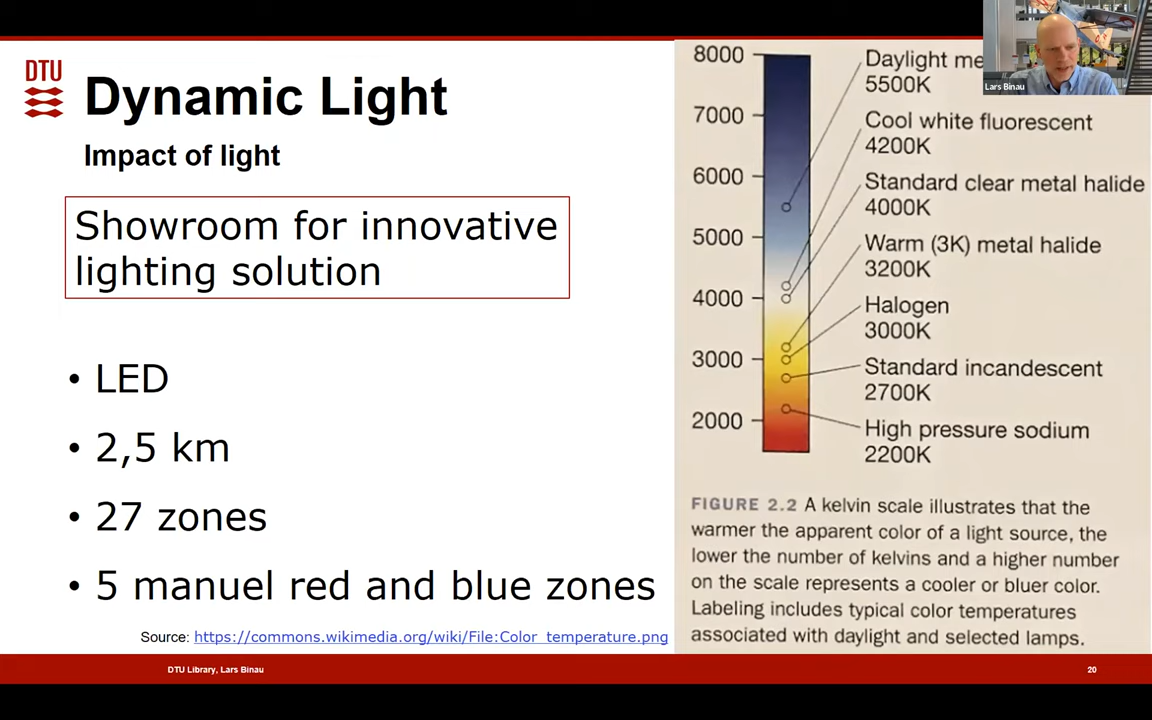 DTU
Dynamic Light
Impact of light
Showroom for innovative
lighting solution
• LED
• 2,5 km
• 27 zones
• 5 manuel red and blue zones
Source: https://commons.wikimedia.org/wiki/File:Color_temperature.png
8000
7000
6000
5000
4000
3000
2000
Daylight
5500K
Cool white fluorescent
4200K
Standard clear metal halide
4000K
Warm (3K) metal halide
3200K
Halogen
3000K
Standard incandescent
2700K
High pressure sodium
2200K
FIGURE 2.2 A kelvin scale illustrates that the
warmer the apparent color of a light source, the
lower the number of kelvins and a higher number
on the scale represents a cooler or bluer color.
Labeling includes typical color temperatures
associated with daylight and selected lamps.
Lars Binau
DTU Library, Lars Binau
20